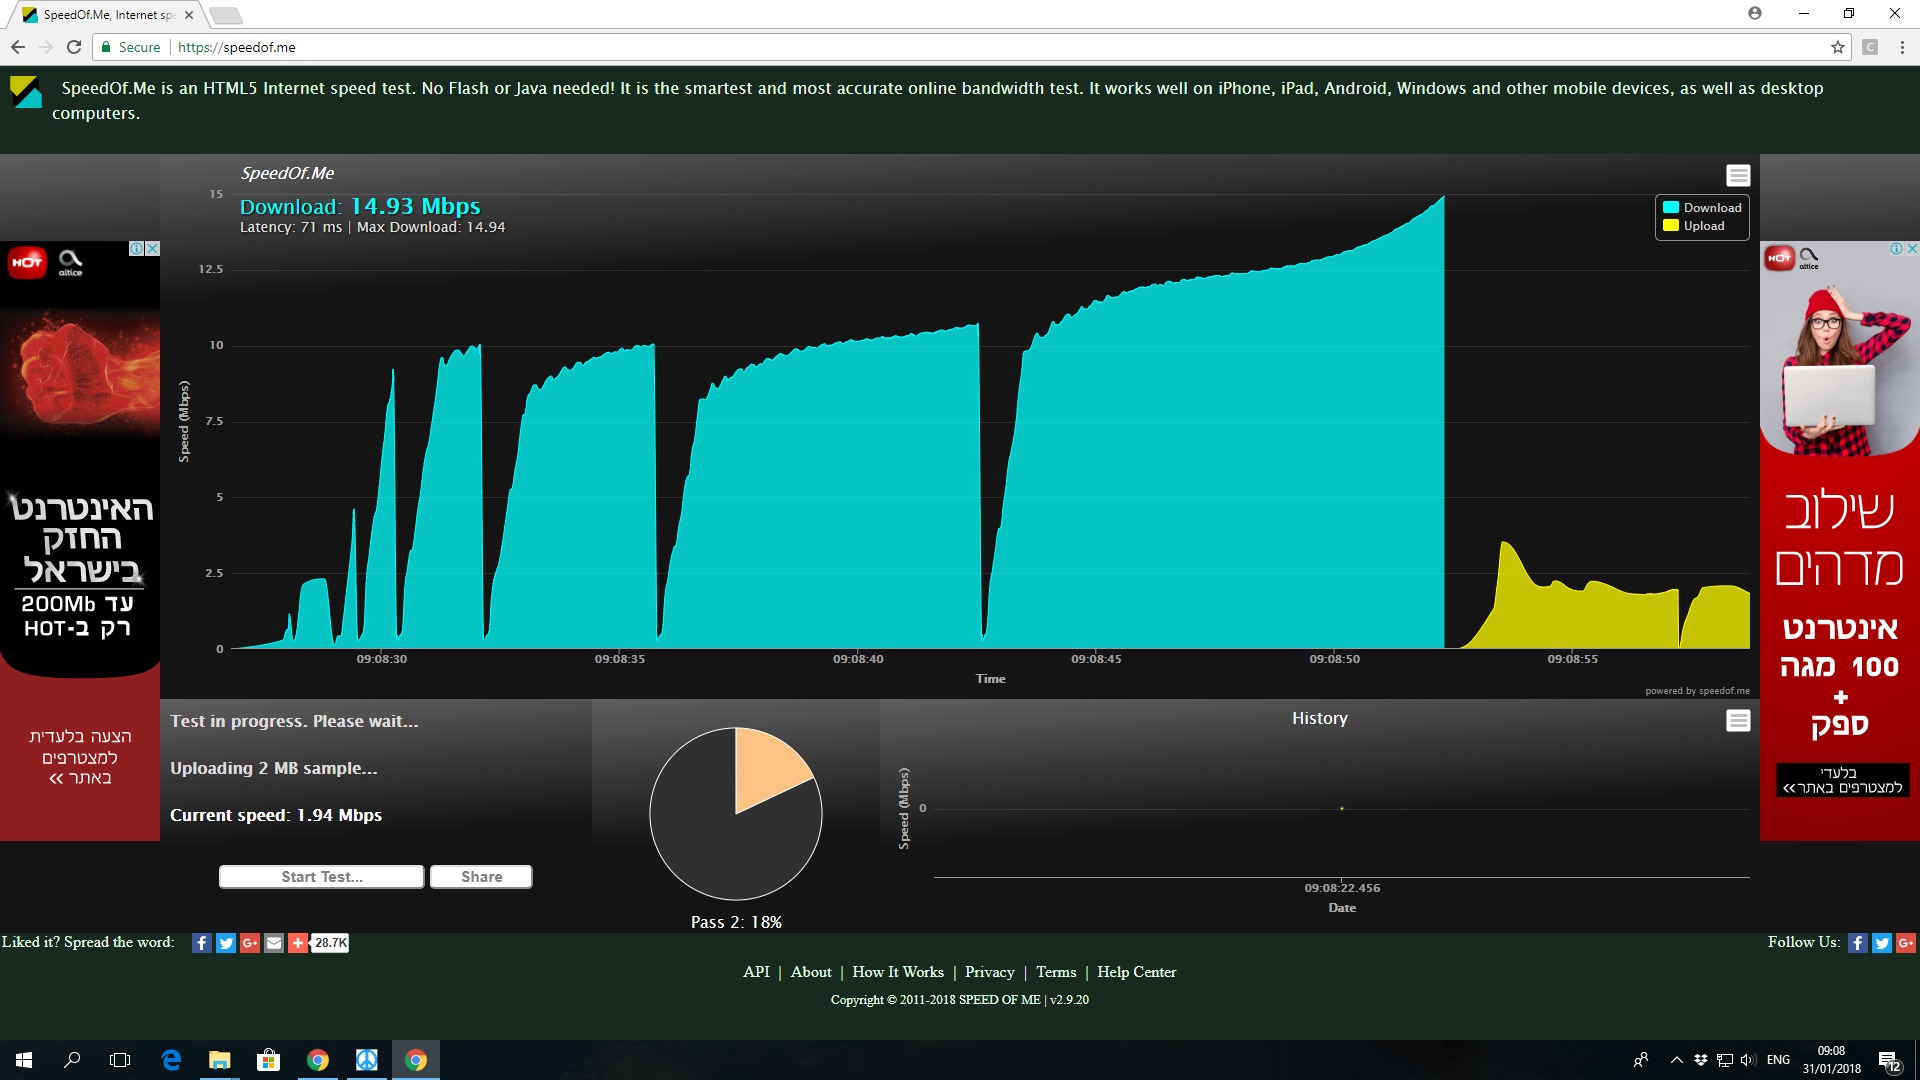 SpeedOf.Me, Internet spe
Secure
https://speedof.me
SpeedOf.Me is an HTML5 Internet speed test. No Flash or Java needed! It is the smartest and most accurate online bandwidth test. It works well on iPhone, iPad, Android, Windows and other mobile devices, as well as desktop
computers.
SpeedOf.Me
Download: 14.93 Mbps
Latency: 71 ms | Max Download: 14.94
Download
Upload
Speed (Mbps)
15
12.5
10
7.5
5
2.5
0
09:08:30
09:08:35
09:08:40
09:08:45
09:08:50
09:08:55
Time
powered by speedof.me
HOT
altice
האינטרנט
החזק
בישראל
עד 200Mb
רק ב-HOT
הצעה בלעדית
למצטרפים
באתר >>
HOT
altice
שילוב
מדהים
אינטרנט
100 מגה
+
ספק
בלעדי
למצטרפים באתר>>
Test in progress. Please wait...
Uploading 2 MB sample...
Current speed: 1.94 Mbps
Start Test...
Share
Pass 2: 18%
History
Speed (Mbps)
0
09:08:22.456
Date
Liked it? Spread the word:
28.7K
Follow Us:
API | About | How It Works | Privacy | Terms | Help Center
Copyright © 2011-2018 SPEED OF ME | v2.9.20
ENG
09:08
31/01/2018
12